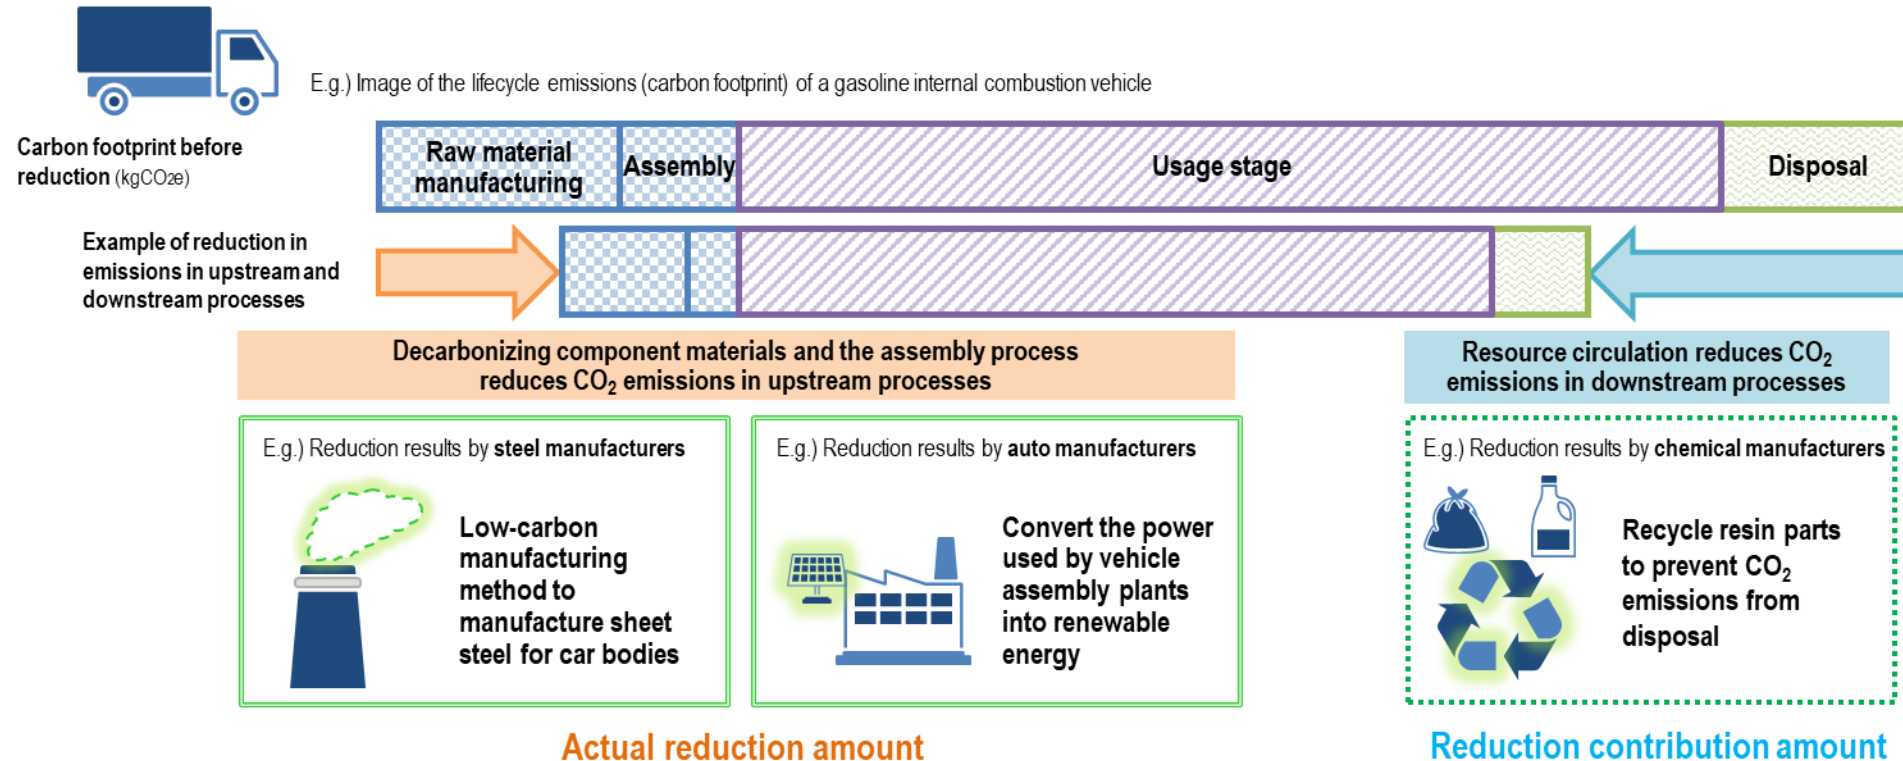 E.g.) Image of the lifecycle emissions (carbon footprint) of a gasoline internal combustion vehicle
Carbon footprint before
reduction (kgCO2e)
Raw material
manufacturing
Assembly
Usage stage
Disposal
Example of reduction in
emissions in upstream and
downstream processes
Decarbonizing component materials and the assembly process
reduces CO2 emissions in upstream processes
Resource circulation reduces CO2
emissions in downstream processes
E.g.) Reduction results by steel manufacturers
Low-carbon
manufacturing
method to
manufacture sheet
steel for car bodies
E.g.) Reduction results by auto manufacturers
Convert the power
used by vehicle
assembly plants
into renewable
energy
E.g.) Reduction results by chemical manufacturers
Recycle resin parts
to prevent CO2
emissions from
disposal
Actual reduction amount
Reduction contribution amount